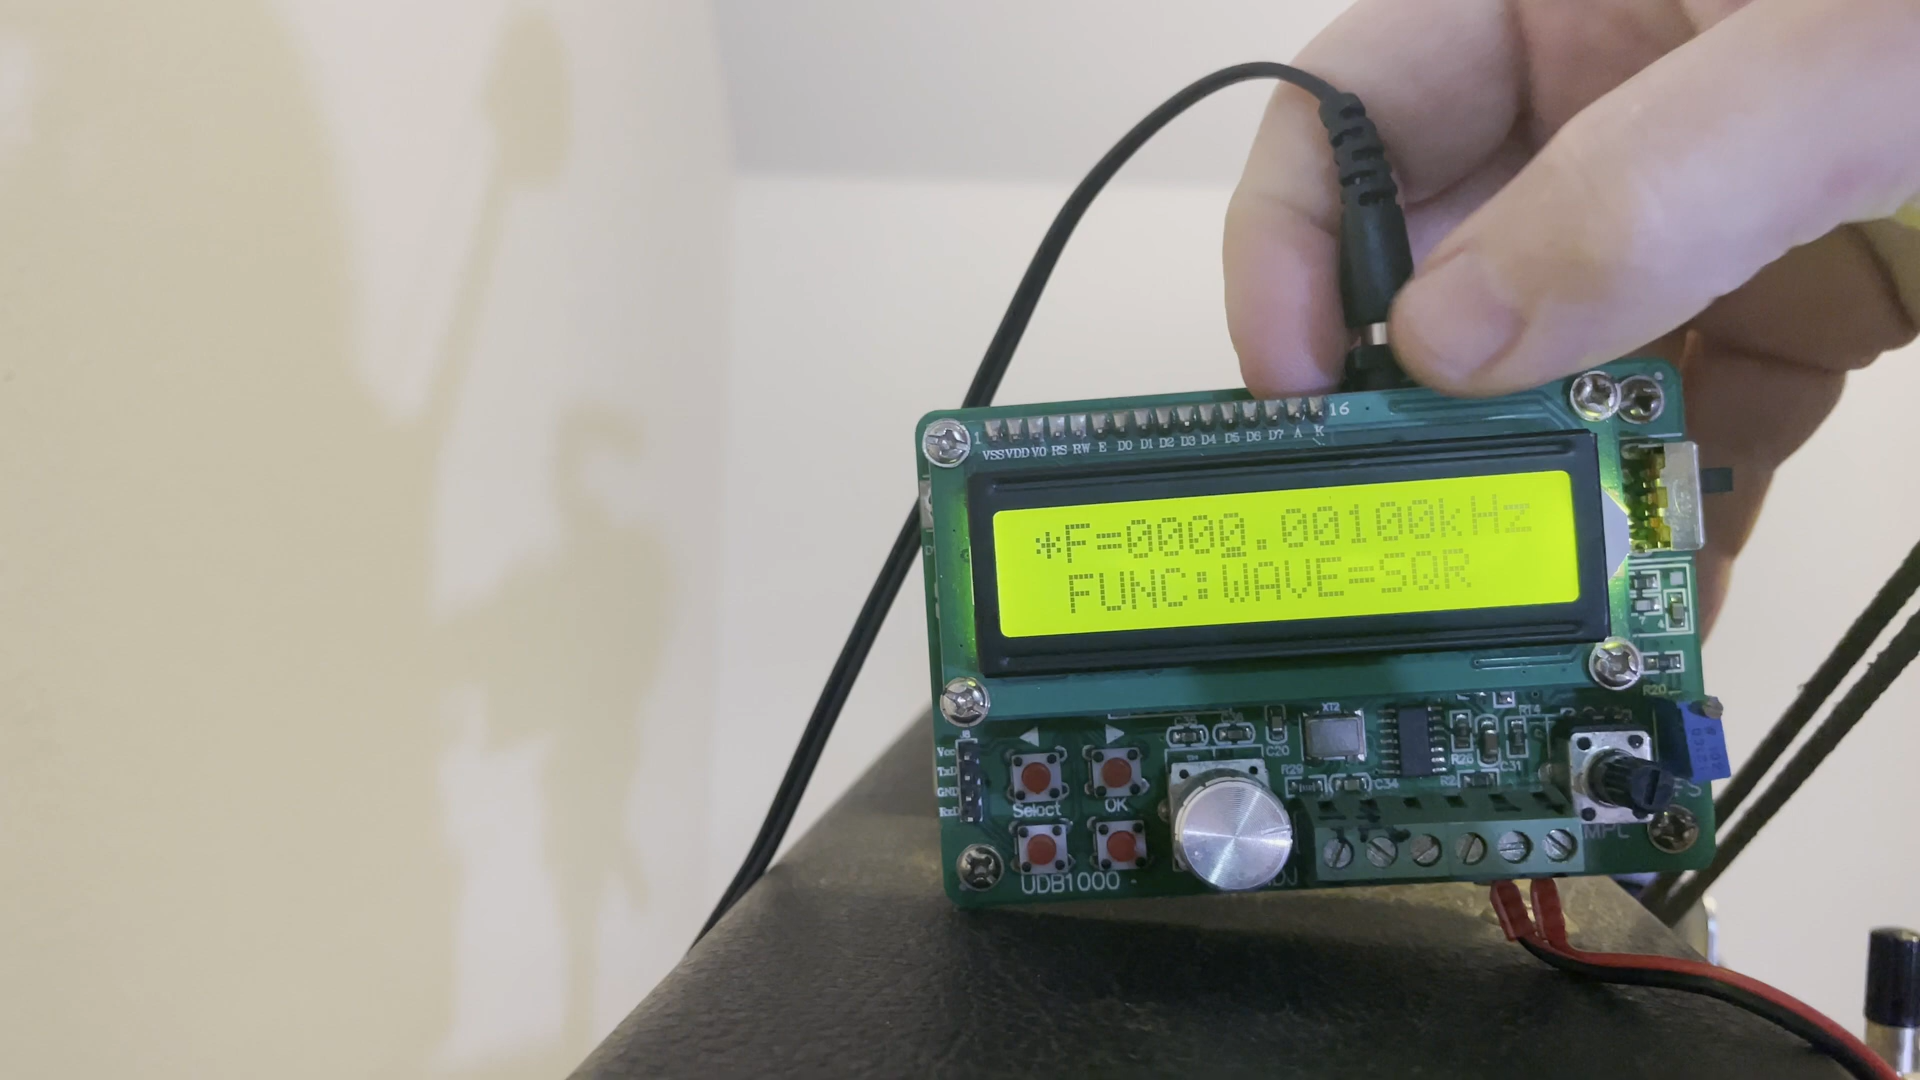 1 16
VSS VDD V0 RS RW E D0 D1 D2 D3 D4 D5 D6 D7 A K
*F=0000.00100kHz
FUNC:WAVE=SQR
R20
J8
XT2
R14
C20
Vcc
TxD
GND
RxD
R29
C34
R26
C31
Select
OK
UDB1000